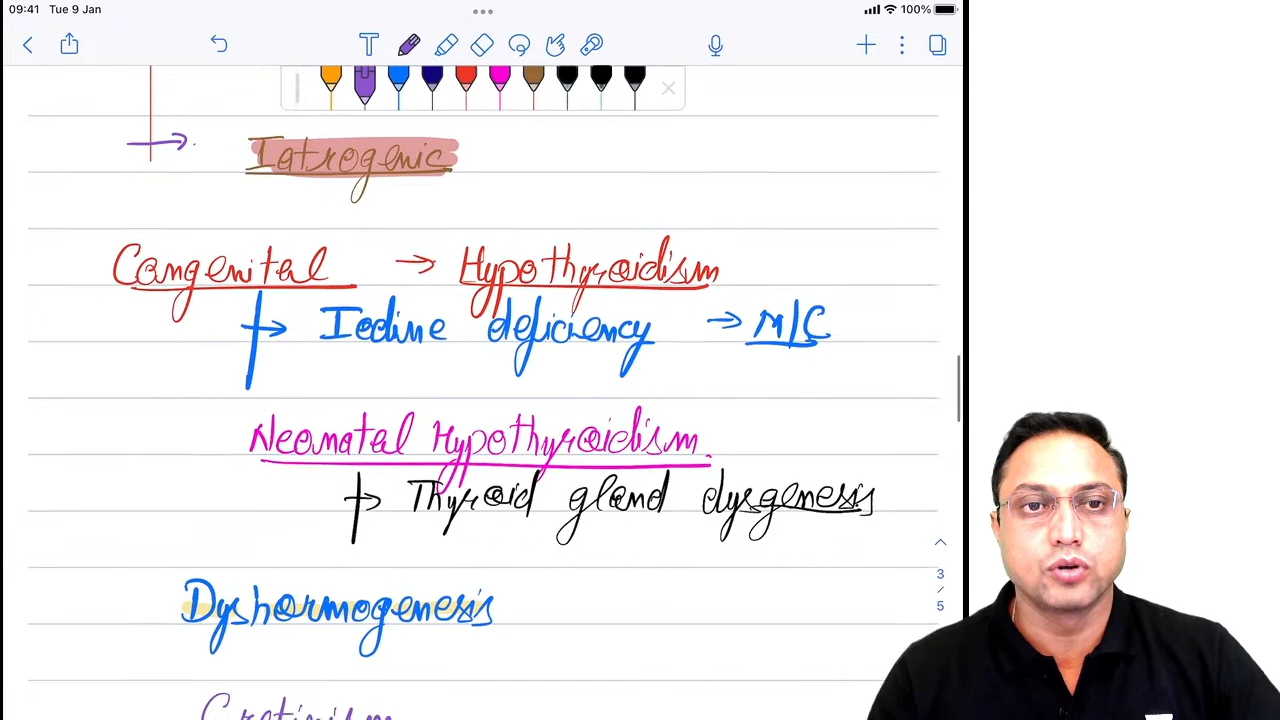 09:41 Tue 9 Jan 100%
T
Iatrogenic
Congenital → Hypothyroidism
→ Iodine deficiency → M/C
Neonatal Hypothyroidism.
→ Thyroid gland dysgenesis
3
/
5
Dyshormogenesis
Cretinism